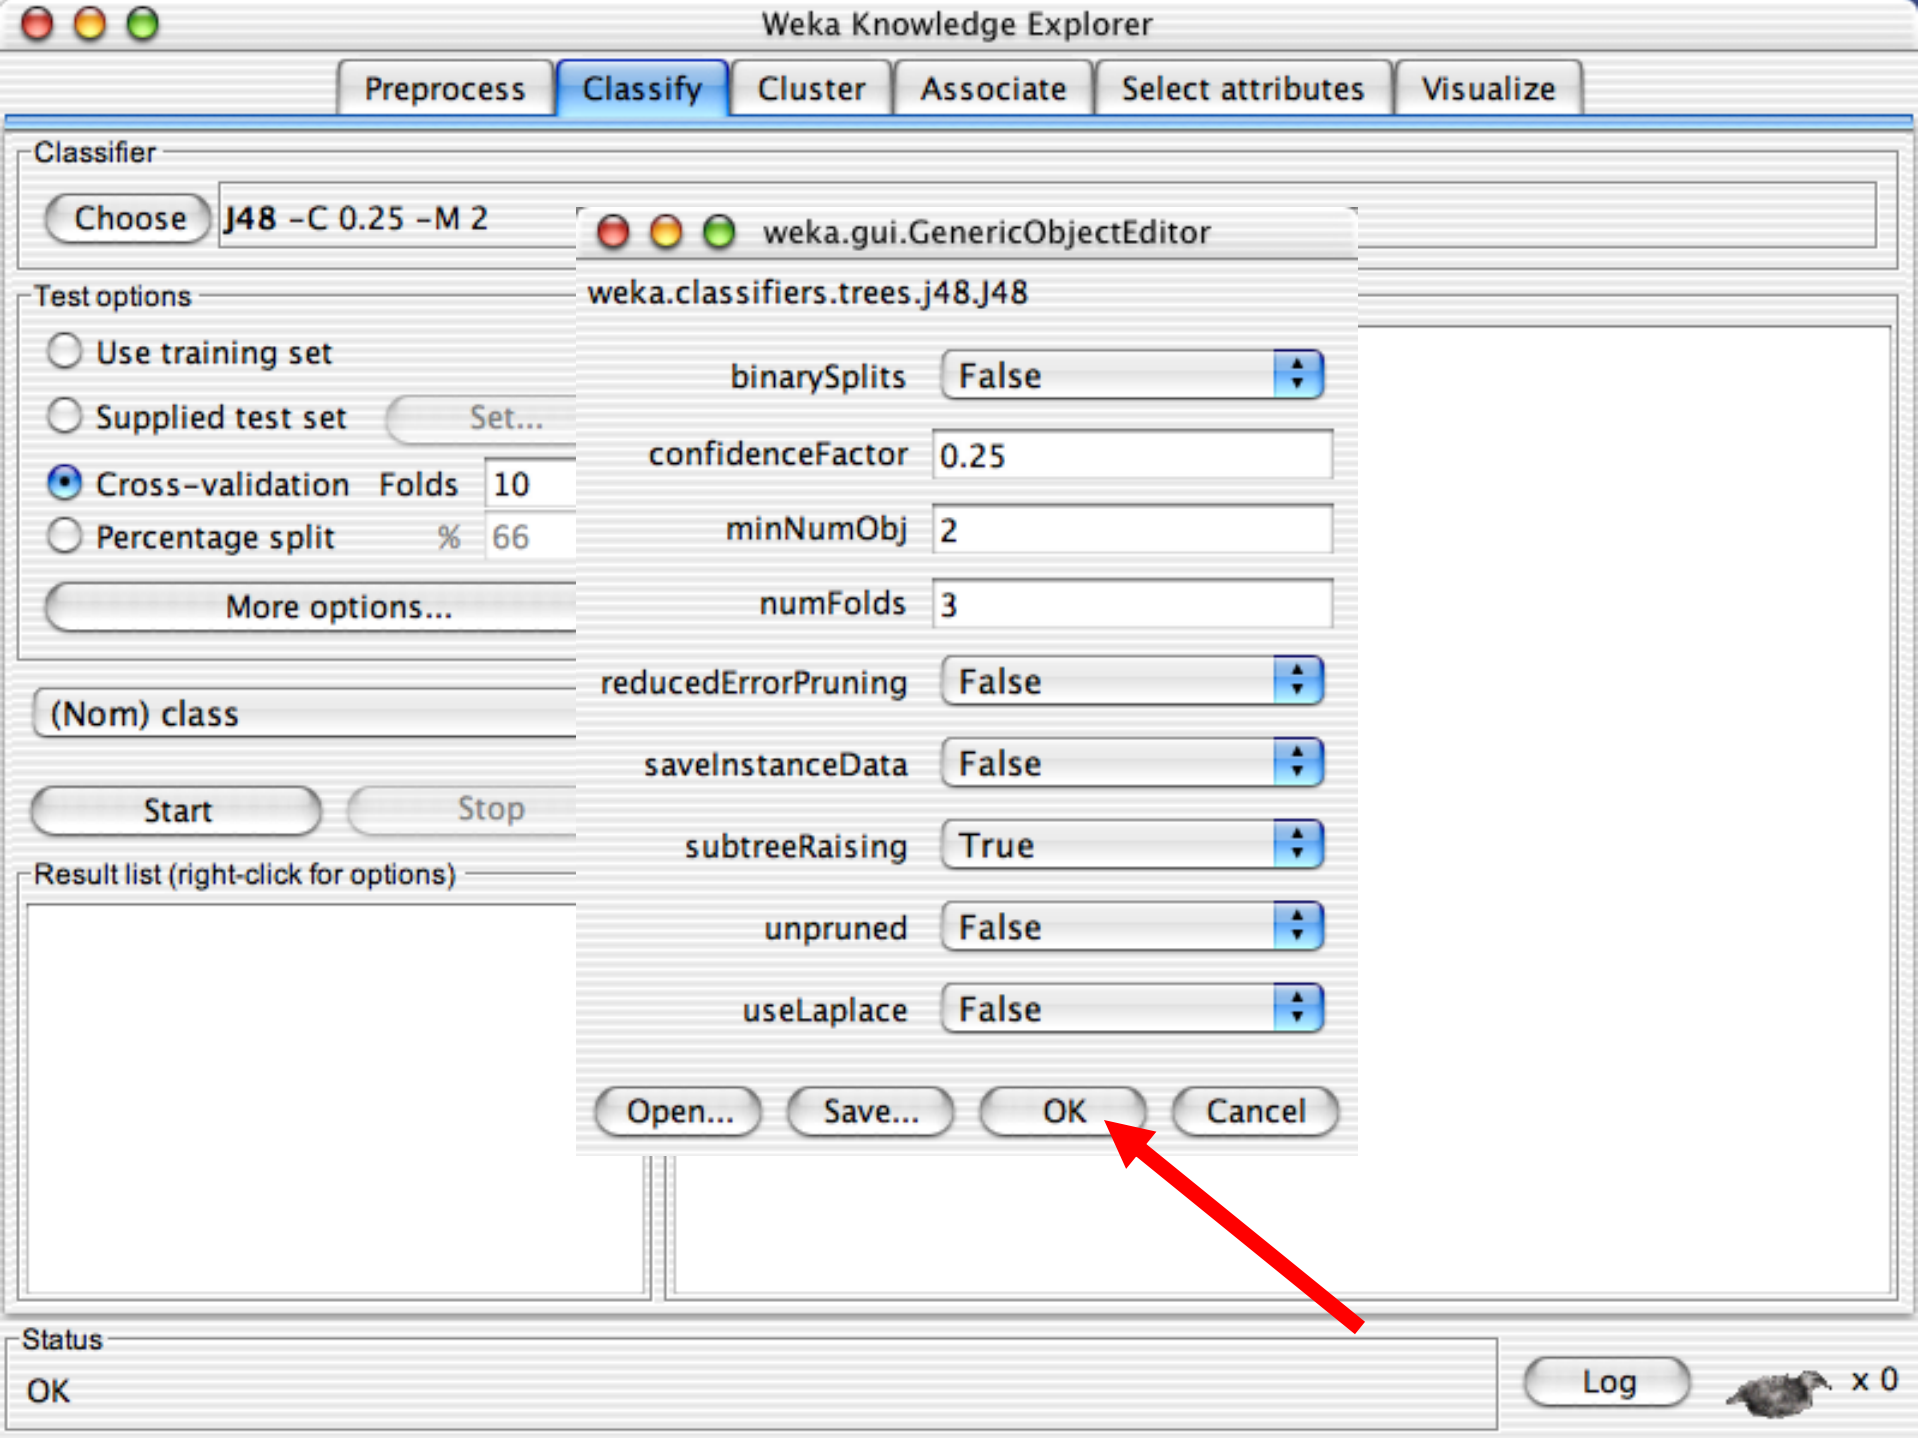 Weka Knowledge Explorer
Preprocess Classify Cluster Associate Select attributes Visualize
Classifier
Choose J48 -C 0.25 -M 2
Test options
Use training set
Supplied test set Set...
Cross-validation Folds 10
Percentage split % 66
More options...
(Nom) class
Start Stop
Result list (right-click for options)
weka.gui.GenericObjectEditor
weka.classifiers.trees.j48.J48
binarySplits False
confidenceFactor 0.25
minNumObj 2
numFolds 3
reducedErrorPruning False
saveInstanceData False
subtreeRaising True
unpruned False
useLaplace False
Open... Save... OK Cancel
Status
OK
Log x 0